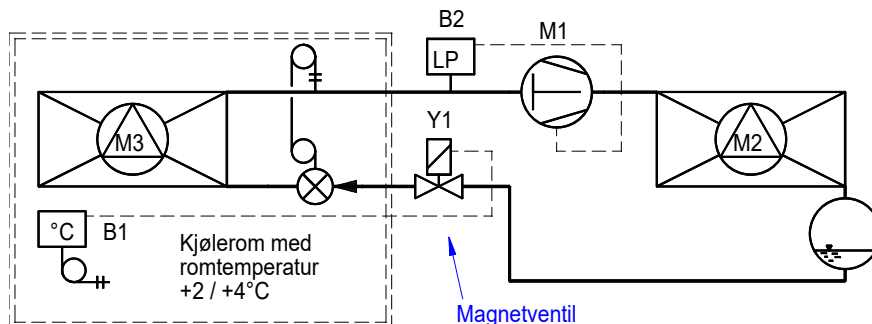 B2
M1
LP
Y1
M3
M2
°C
B1
Kjølerom med
romtemperatur
+2 / +4°C
Magnetventil